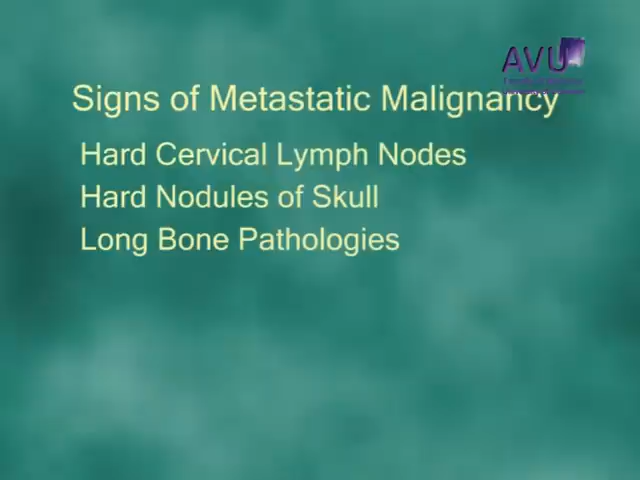 AVU
Signs of Metastatic Malignancy
Hard Cervical Lymph Nodes
Hard Nodules of Skull
Long Bone Pathologies